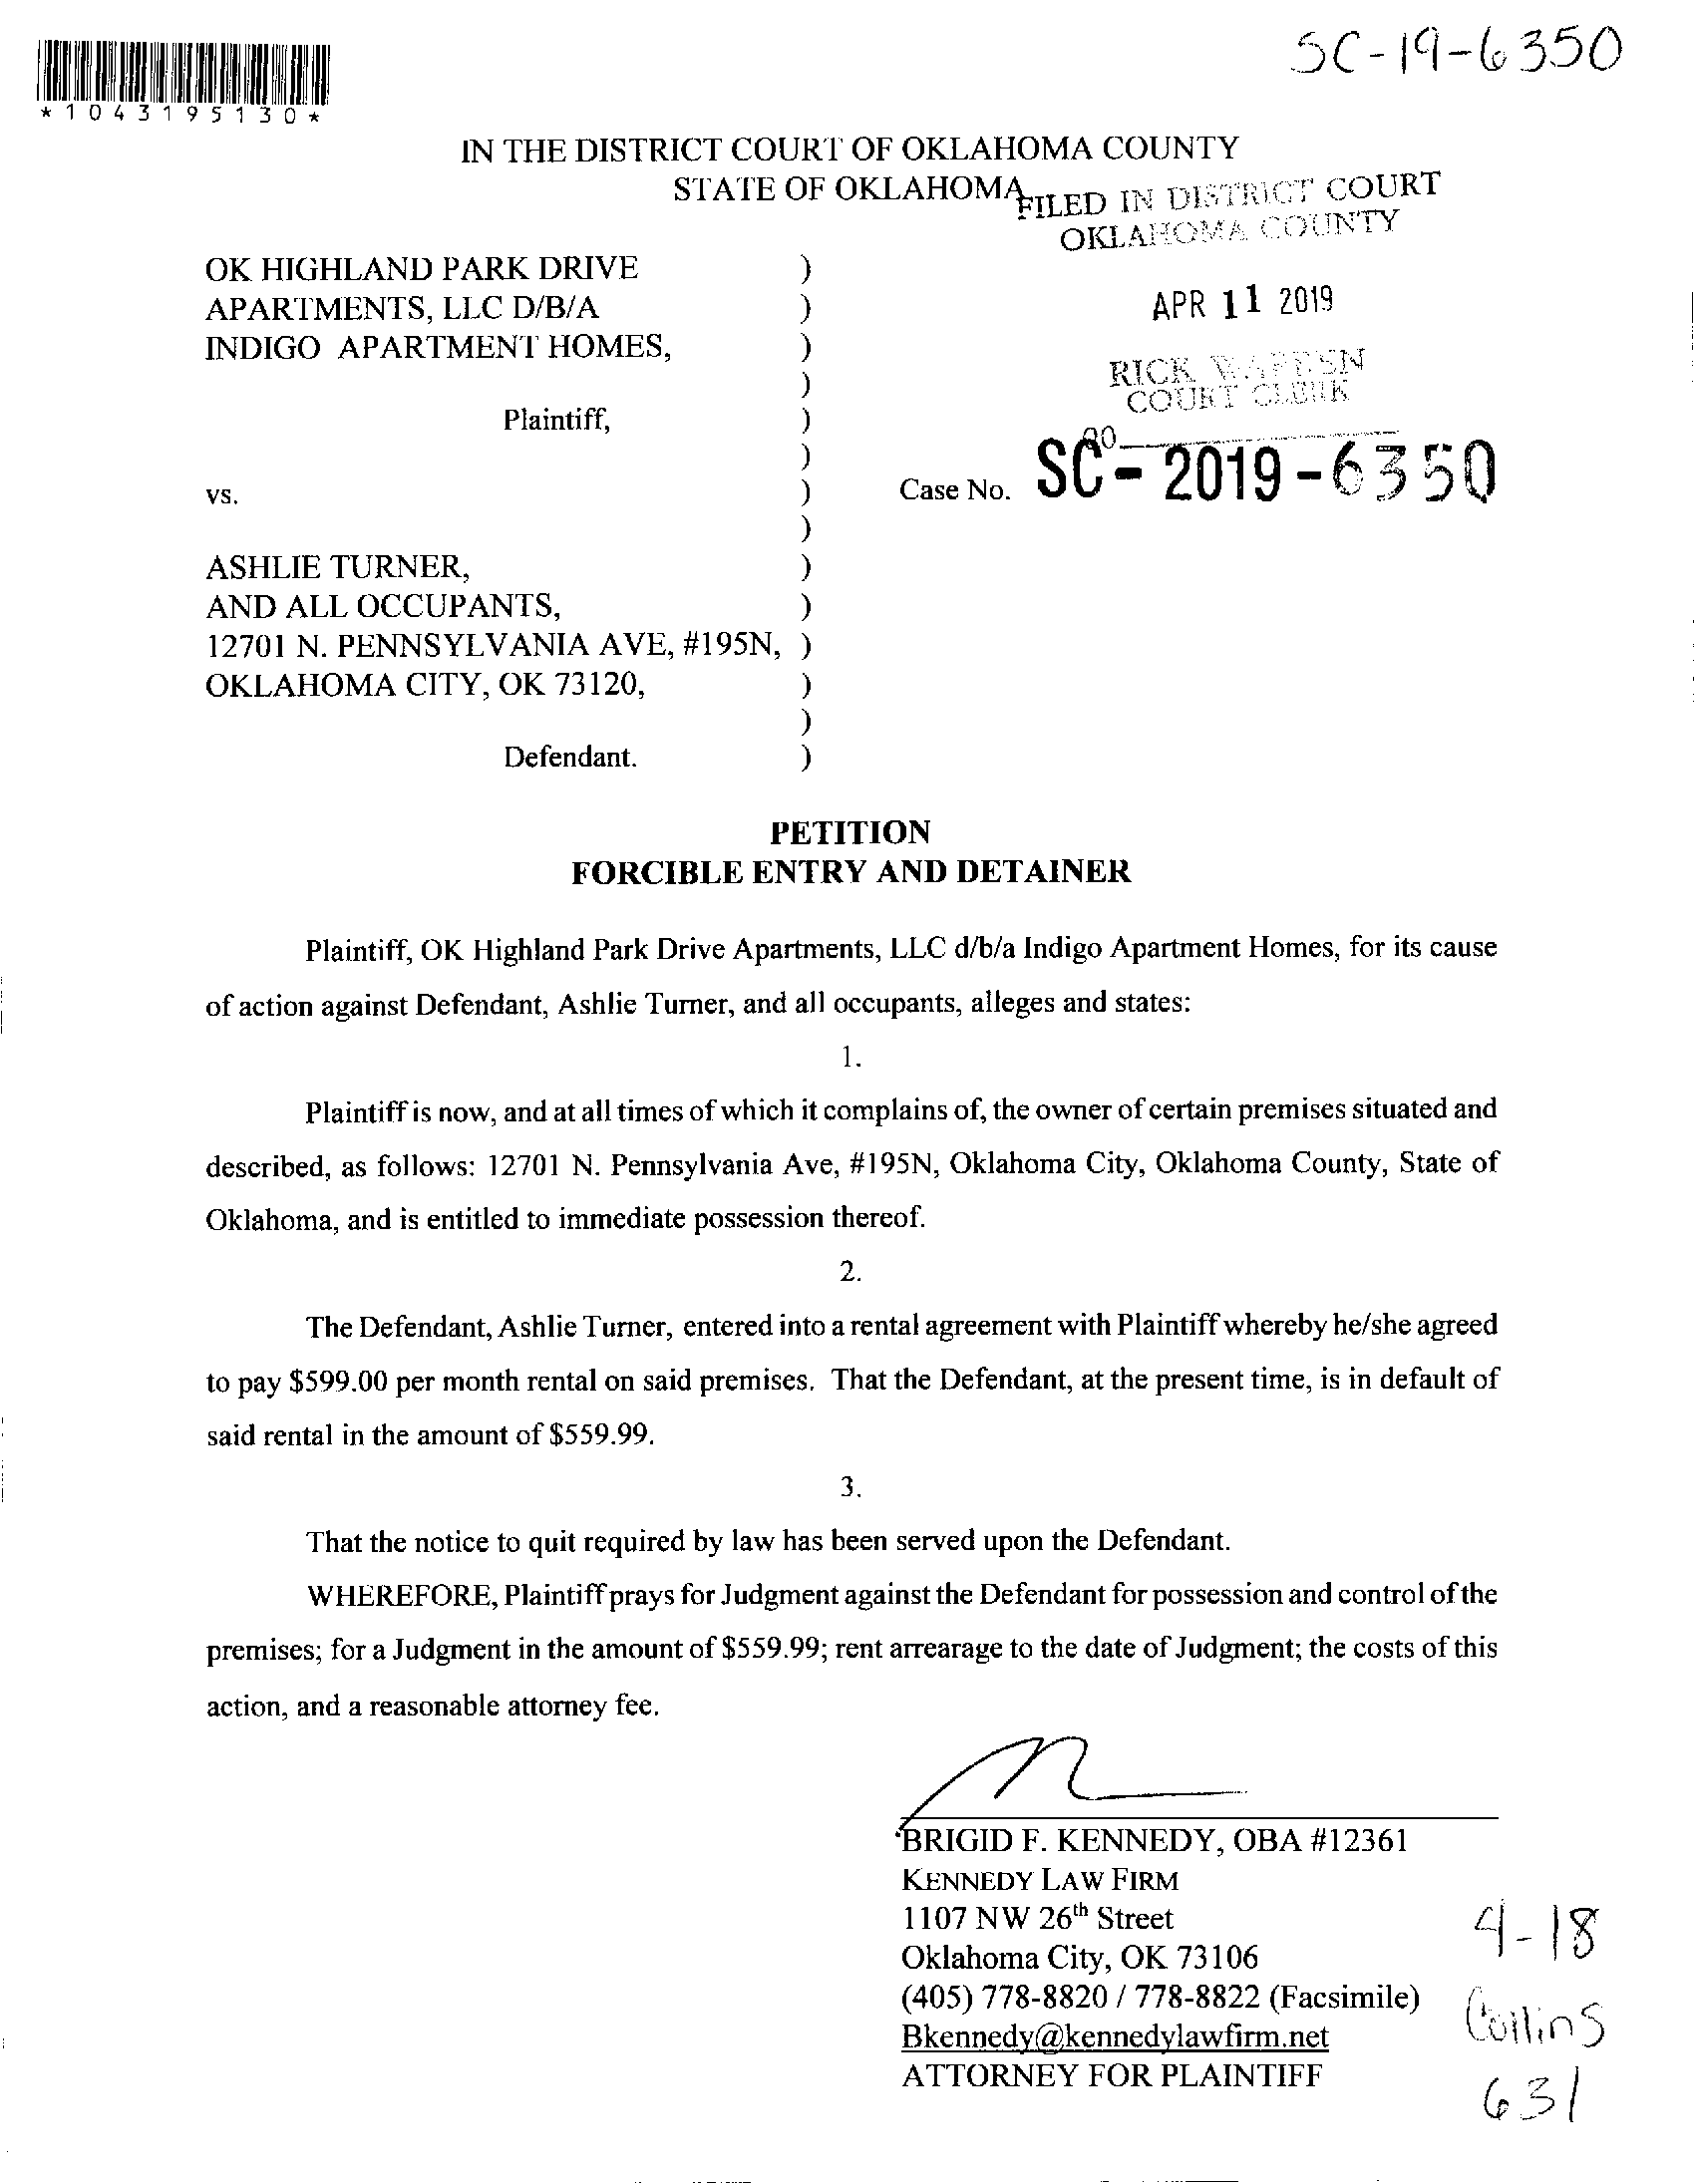 SC-19-6350
*1043195130*
IN THE DISTRICT COURT OF OKLAHOMA COUNTY
STATE OF OKLAHOMA
FILED IN DISTRICT COURT
OKLAHOMA COUNTY
OK HIGHLAND PARK DRIVE )
APARTMENTS, LLC D/B/A )
INDIGO APARTMENT HOMES, )
APR 11 2019
)
RICK WARREN
COURT CLERK
Plaintiff, )
)
vs. ) Case No. SC - 2019 - 6350
)
ASHLIE TURNER, )
AND ALL OCCUPANTS, )
12701 N. PENNSYLVANIA AVE, #195N, )
OKLAHOMA CITY, OK 73120, )
)
Defendant. )
PETITION
FORCIBLE ENTRY AND DETAINER
Plaintiff, OK Highland Park Drive Apartments, LLC d/b/a Indigo Apartment Homes, for its cause
of action against Defendant, Ashlie Turner, and all occupants, alleges and states:
1.
Plaintiff is now, and at all times of which it complains of, the owner of certain premises situated and
described, as follows: 12701 N. Pennsylvania Ave, #195N, Oklahoma City, Oklahoma County, State of
Oklahoma, and is entitled to immediate possession thereof.
2.
The Defendant, Ashlie Turner, entered into a rental agreement with Plaintiff whereby he/she agreed
to pay $599.00 per month rental on said premises. That the Defendant, at the present time, is in default of
said rental in the amount of $559.99.
3.
That the notice to quit required by law has been served upon the Defendant.
WHEREFORE, Plaintiff prays for Judgment against the Defendant for possession and control of the
premises; for a Judgment in the amount of $559.99; rent arrearage to the date of Judgment; the costs of this
action, and a reasonable attorney fee.
BRIGID F. KENNEDY, OBA #12361
KENNEDY LAW FIRM
1107 NW 26th Street
Oklahoma City, OK 73106
(405) 778-8820 / 778-8822 (Facsimile)
Bkennedy@kennedylawfirm.net
ATTORNEY FOR PLAINTIFF
4-18
Collins
631